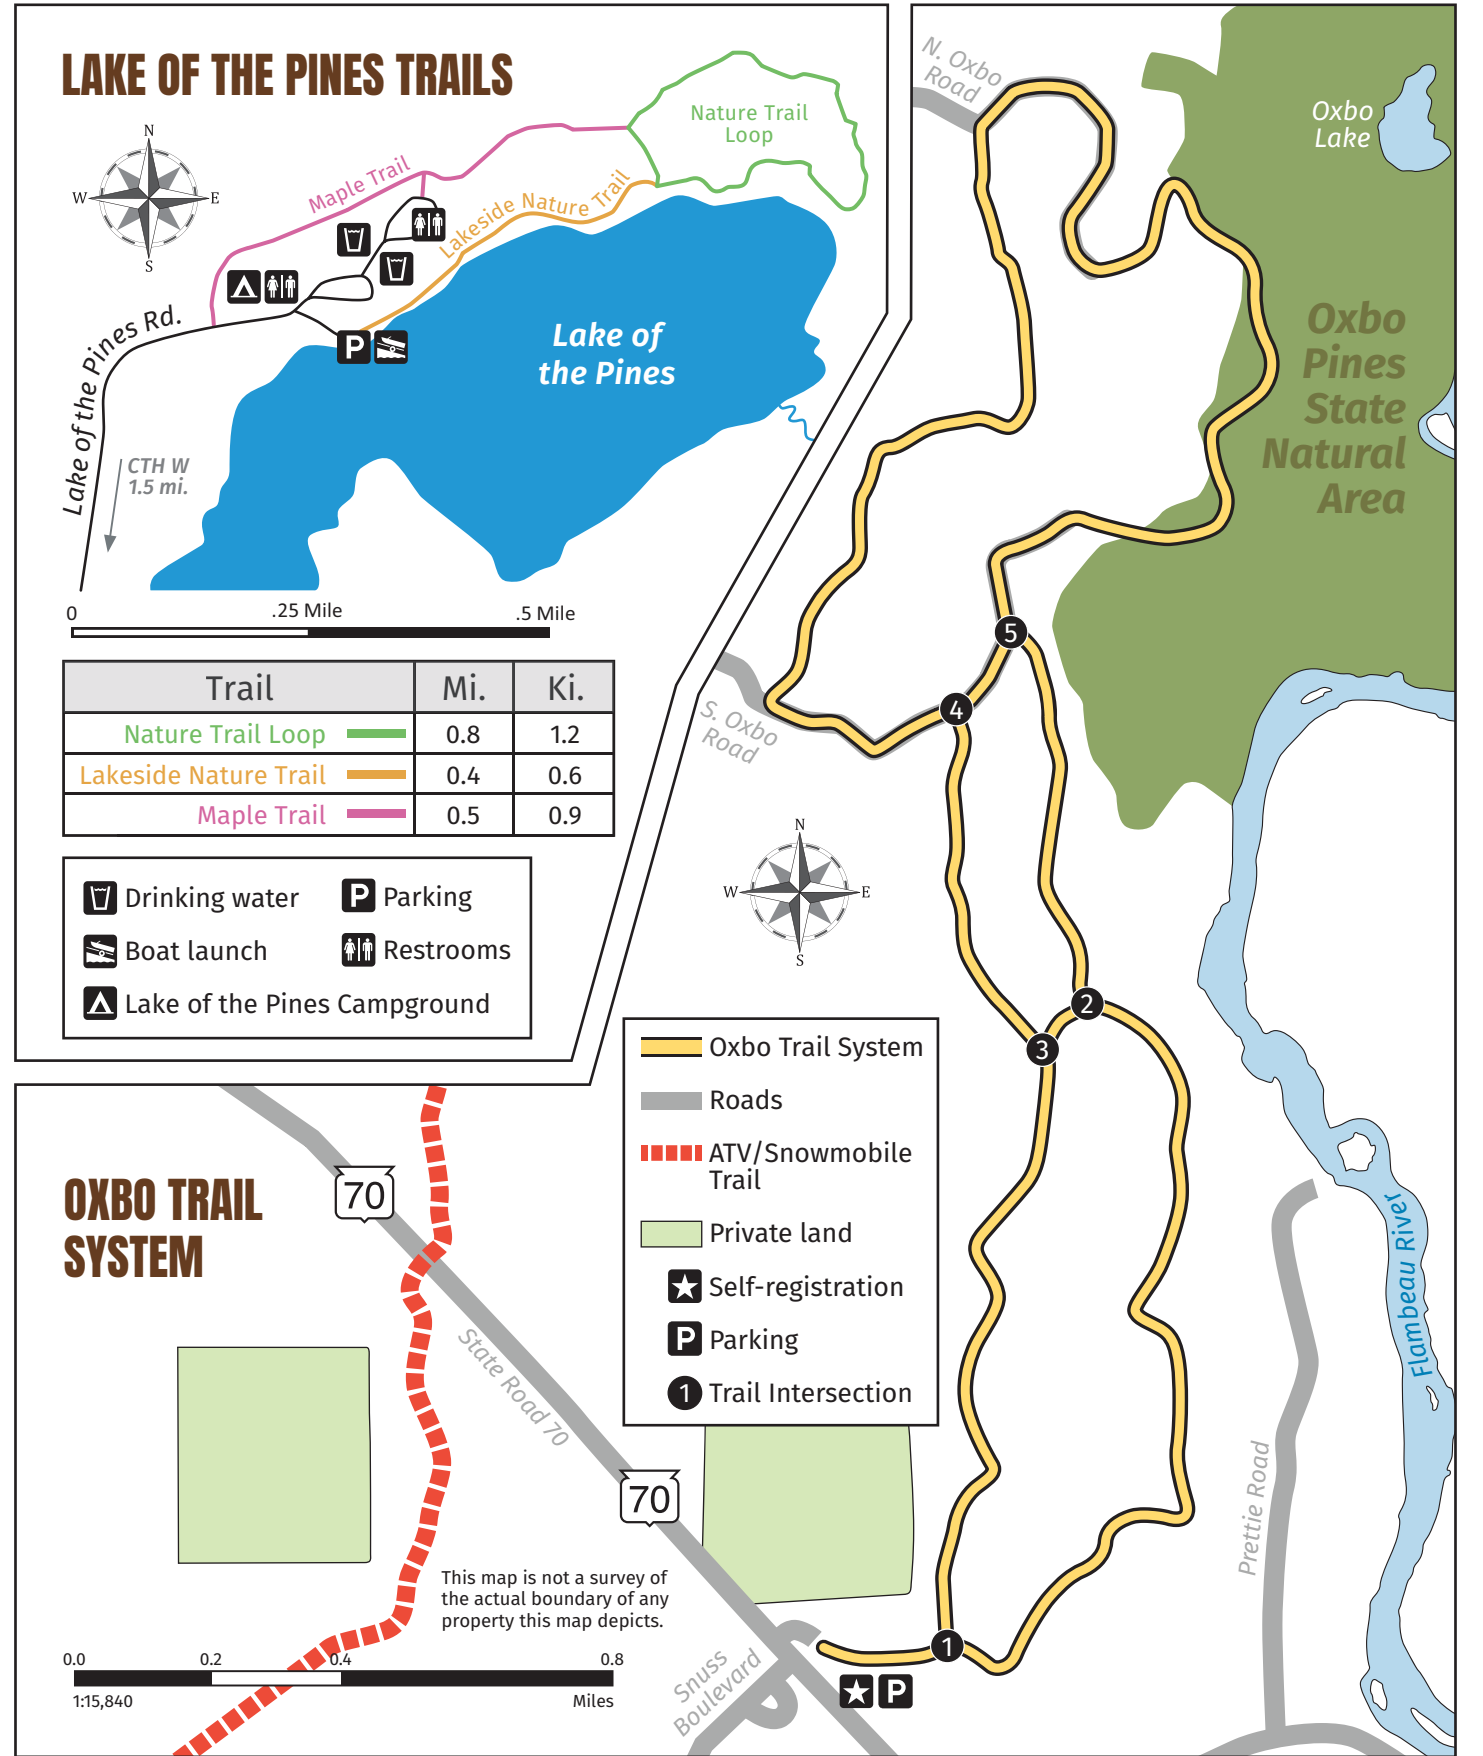 LAKE OF THE PINES TRAILS
N
W
E
S
Maple Trail
Nature Trail
Loop
Lakeside Nature Trail
Lake of the Pines Rd.
P
Lake of
the Pines
CTH W
1.5 mi.
0
.25 Mile
.5 Mile
Trail Mi. Ki.
Nature Trail Loop 0.8 1.2
Lakeside Nature Trail 0.4 0.6
Maple Trail 0.5 0.9
Drinking water
P Parking
Boat launch
Restrooms
Lake of the Pines Campground
N. Oxbo
Road
Oxbo
Lake
Oxbo
Pines
State
Natural
Area
5
4
S. Oxbo
Road
N
W
E
S
2
3
Oxbo Trail System
Roads
ATV/Snowmobile
Trail
Private land
Self-registration
P Parking
1 Trail Intersection
OXBO TRAIL
SYSTEM
70
State Road 70
70
Flambeau River
Prettie Road
This map is not a survey of
the actual boundary of any
property this map depicts.
0.0
0.2
0.4
0.8
1:15,840
Miles
Snuss
Boulevard
1
P